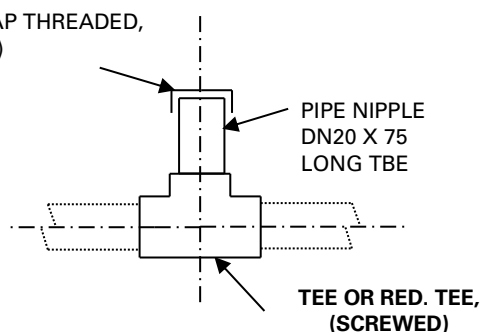 AP THREADED,
)
PIPE NIPPLE
DN20 X 75
LONG TBE
TEE OR RED. TEE,
(SCREWED)